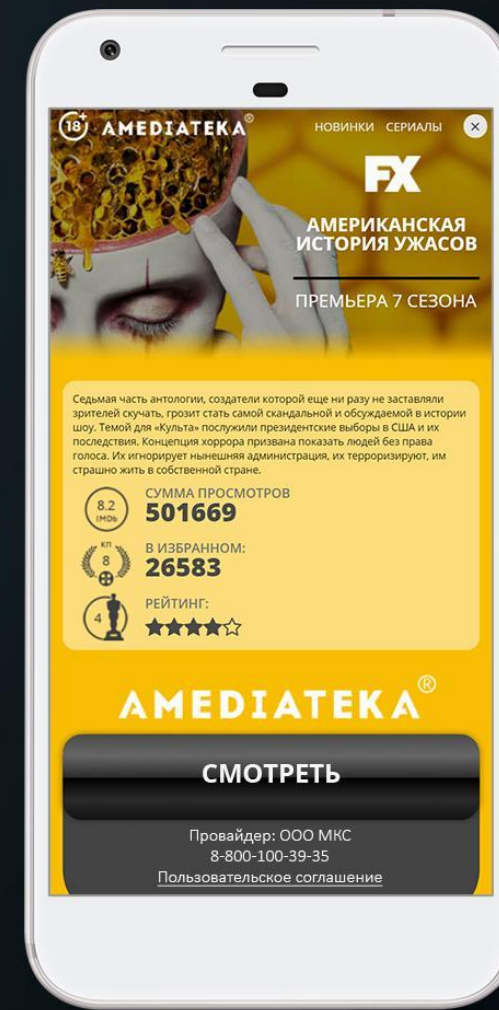 18+ AMEDIATEKA® НОВИНКИ СЕРИАЛЫ ×
FX
АМЕРИКАНСКАЯ
ИСТОРИЯ УЖАСОВ
ПРЕМЬЕРА 7 СЕЗОНА
Седьмая часть антологии, создатели которой еще ни разу не заставляли
зрителей скучать, грозит стать самой скандальной и обсуждаемой в истории
шоу. Темой для «Культа» послужили президентские выборы в США и их
последствия. Концепция хоррора призвана показать людей без права
голоса. Их игнорирует нынешняя администрация, их терроризируют, им
страшно жить в собственной стране.
8.2
IMDb
СУММА ПРОСМОТРОВ
501669
КП
8
В ИЗБРАННОМ:
26583
4
РЕЙТИНГ:
AMEDIATEKA®
СМОТРЕТЬ
Провайдер: ООО МКС
8-800-100-39-35
Пользовательское соглашение